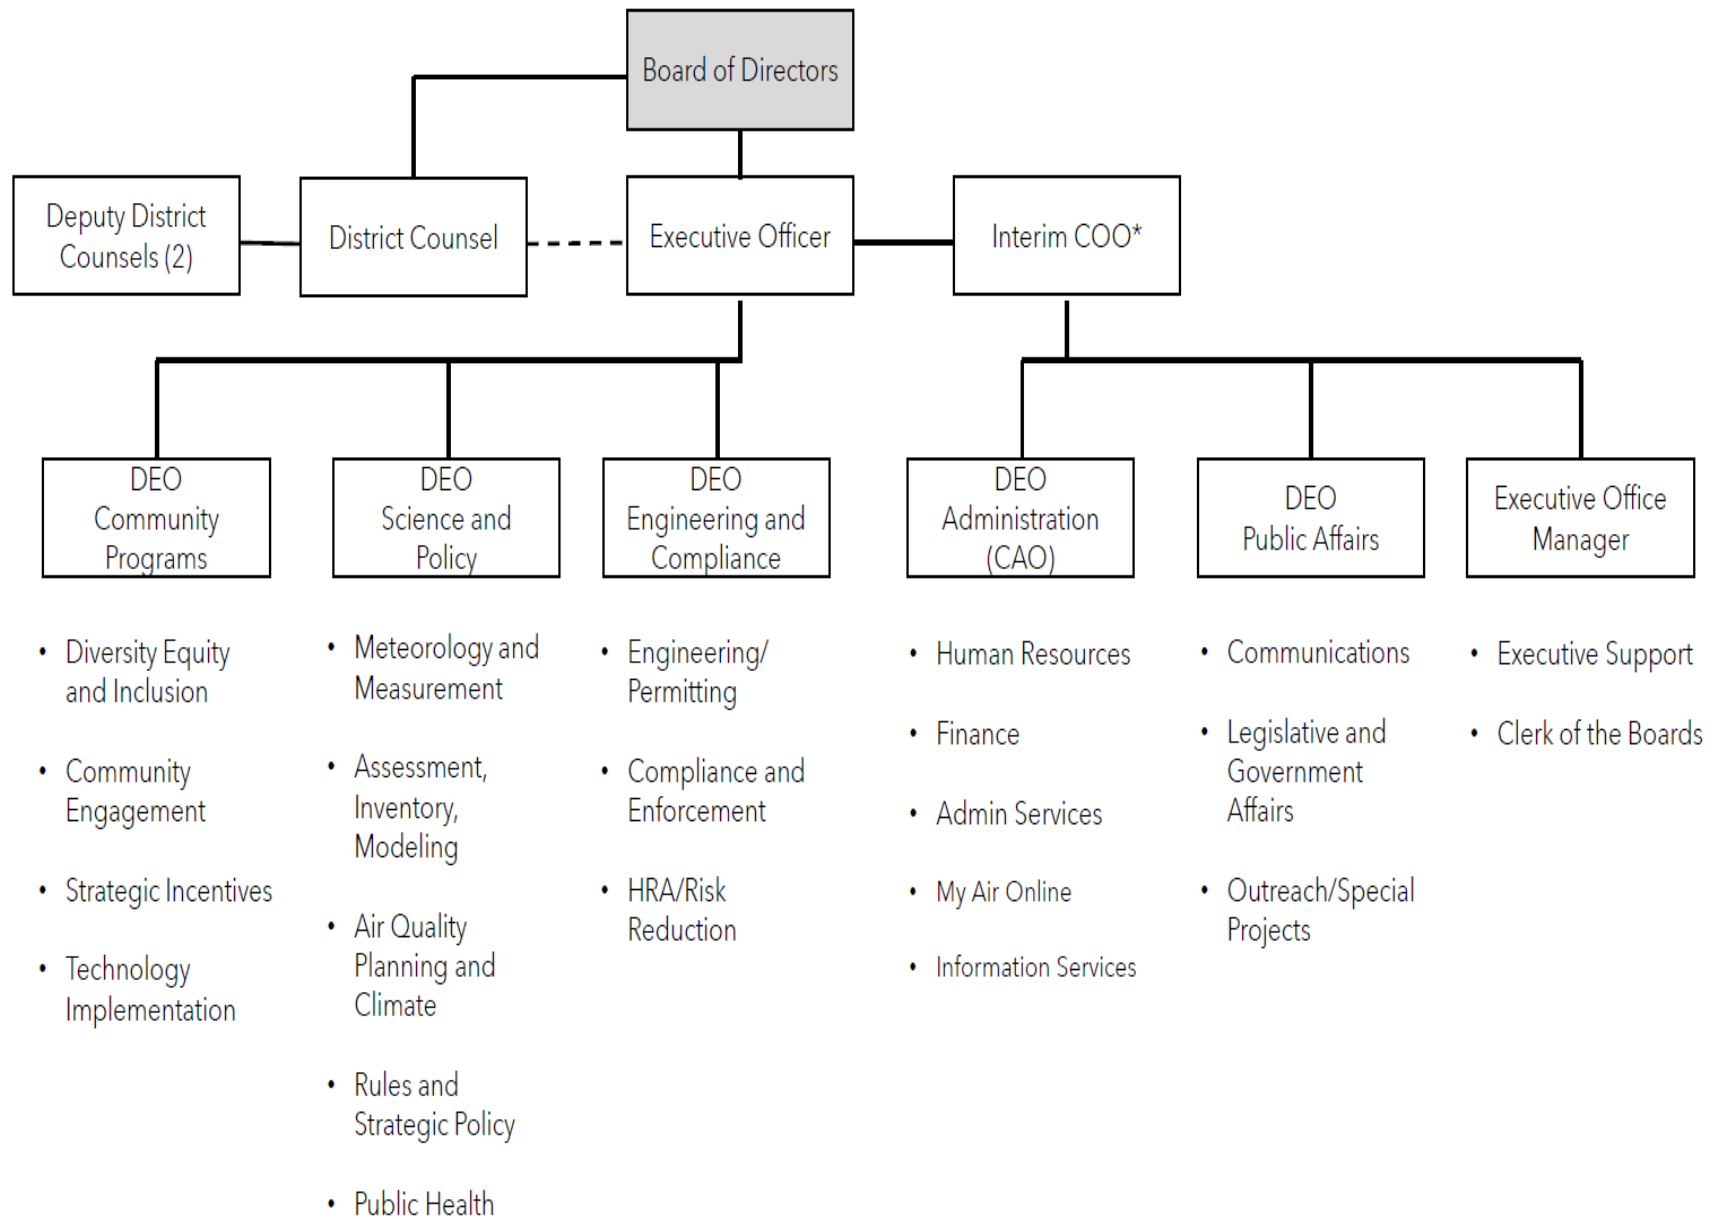 Board of Directors
Deputy District
Counsels (2)
District Counsel
Executive Officer
Interim COO*
DEO
Community
Programs
DEO
Science and
Policy
DEO
Engineering and
Compliance
DEO
Administration
(CAO)
DEO
Public Affairs
Executive Office
Manager
• Diversity Equity
and Inclusion
• Community
Engagement
• Strategic Incentives
• Technology
Implementation
• Meteorology and
Measurement
• Assessment,
Inventory,
Modeling
• Air Quality
Planning and
Climate
• Rules and
Strategic Policy
• Public Health
• Engineering/
Permitting
• Compliance and
Enforcement
• HRA/Risk
Reduction
• Human Resources
• Finance
• Admin Services
• My Air Online
• Information Services
• Communications
• Legislative and
Government
Affairs
• Outreach/Special
Projects
• Executive Support
• Clerk of the Boards